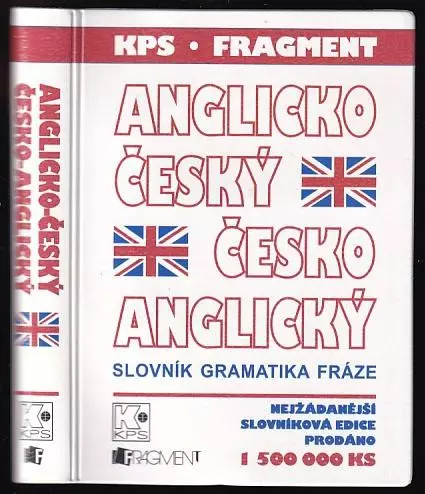 KPS • FRAGMENT
ANGLICKO
ČESKÝ
ČESKO
ANGLICKÝ
SLOVNÍK GRAMATIKA FRÁZE
NEJŽÁDANĚJŠÍ
SLOVNÍKOVÁ EDICE
PRODÁNO
1 500 000 KS
K
KPS
FRAGMENT
ANGLICKO-ČESKÝ
ČESKO-ANGLICKÝ
K
KPS
F